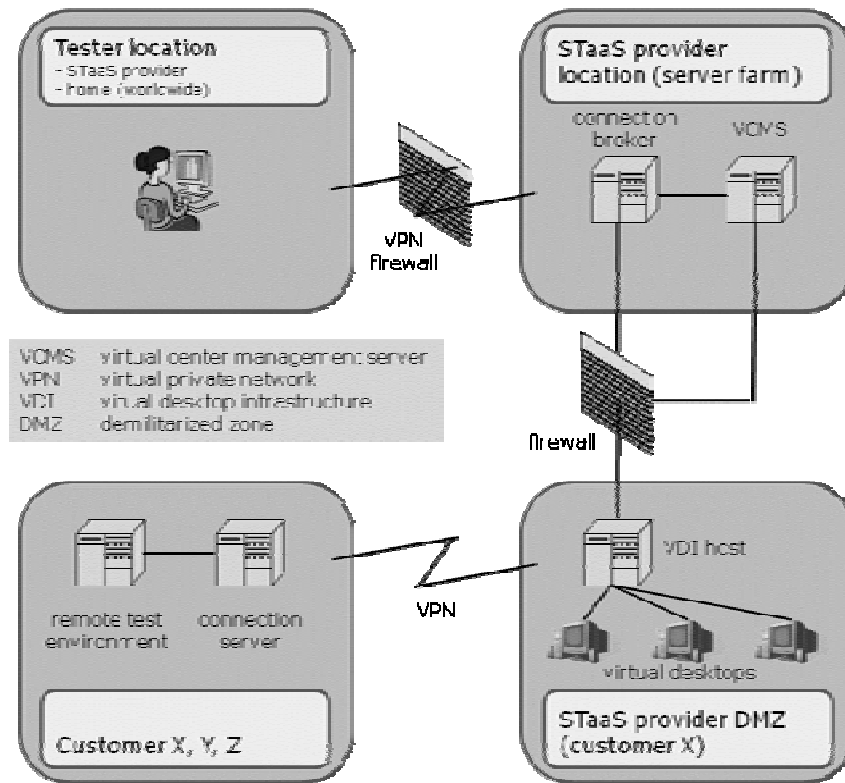 Tester location
- STaaS provider
- home (worldwide)
STaaS provider
location (server farm)
connection
broker
VCMS
VPN
firewall
VCMS virtual center management server
VPN virtual private network
VDI virtual desktop infrastructure
DMZ demilitarized zone
firewall
remote test
environment
connection
server
VPN
VDI host
virtual desktops
Customer X, Y, Z
STaaS provider DMZ
(customer X)